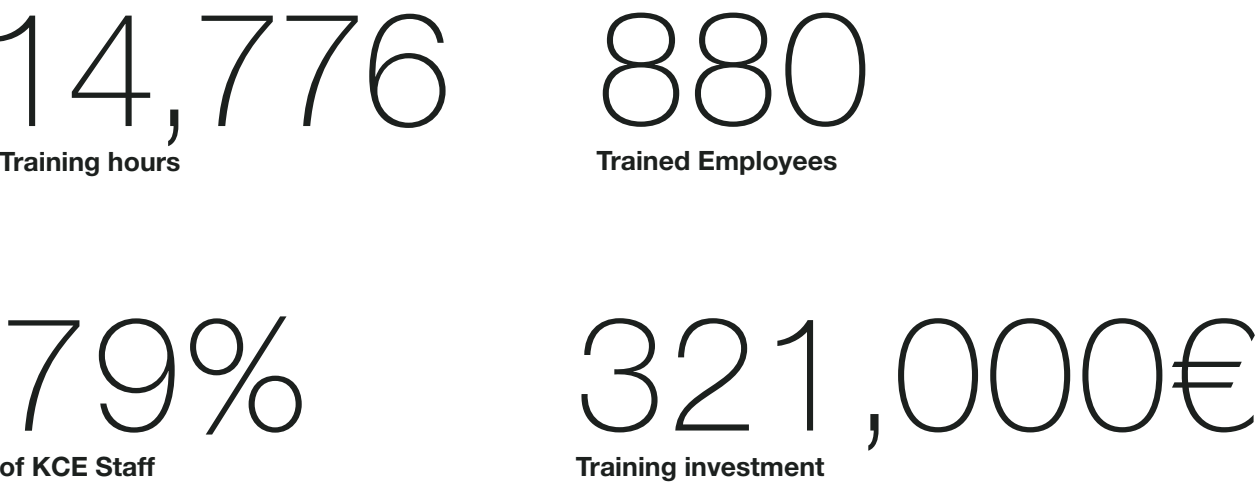 14,776
Training hours
880
Trained Employees
79%
of KCE Staff
321,000€
Training investment